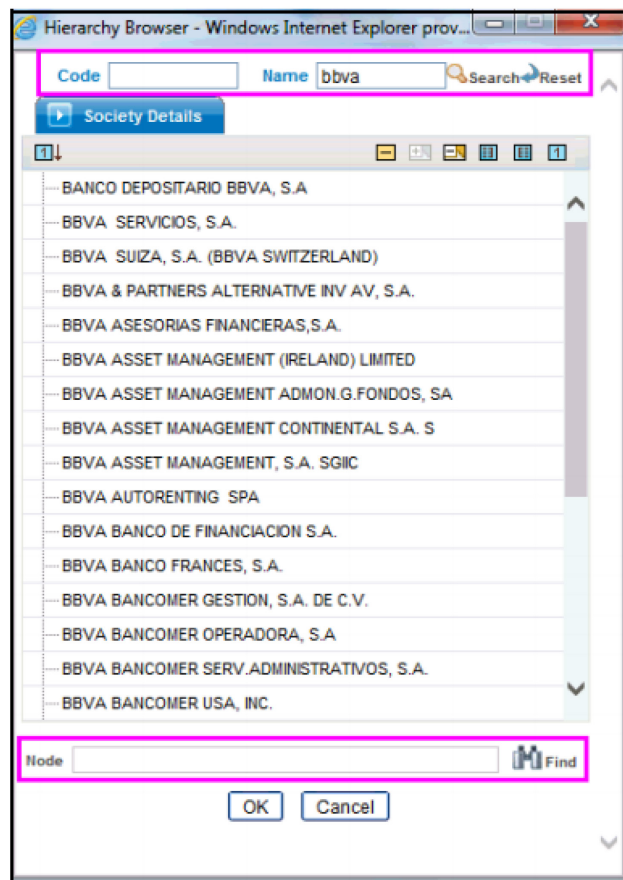 Hierarchy Browser - Windows Internet Explorer prov...
Code Name bbva Search Reset
Society Details
1 1
BANCO DEPOSITARIO BBVA, S.A
BBVA SERVICIOS, S.A.
BBVA SUIZA, S.A. (BBVA SWITZERLAND)
BBVA & PARTNERS ALTERNATIVE INV AV, S.A.
BBVA ASESORIAS FINANCIERAS,S.A.
BBVA ASSET MANAGEMENT (IRELAND) LIMITED
BBVA ASSET MANAGEMENT ADMON.G.FONDOS, SA
BBVA ASSET MANAGEMENT CONTINENTAL S.A. S
BBVA ASSET MANAGEMENT, S.A. SGIIC
BBVA AUTORENTING SPA
BBVA BANCO DE FINANCIACION S.A.
BBVA BANCO FRANCES, S.A.
BBVA BANCOMER GESTION, S.A. DE C.V.
BBVA BANCOMER OPERADORA, S.A
BBVA BANCOMER SERV.ADMINISTRATIVOS, S.A.
BBVA BANCOMER USA, INC.
Node Find
OK Cancel